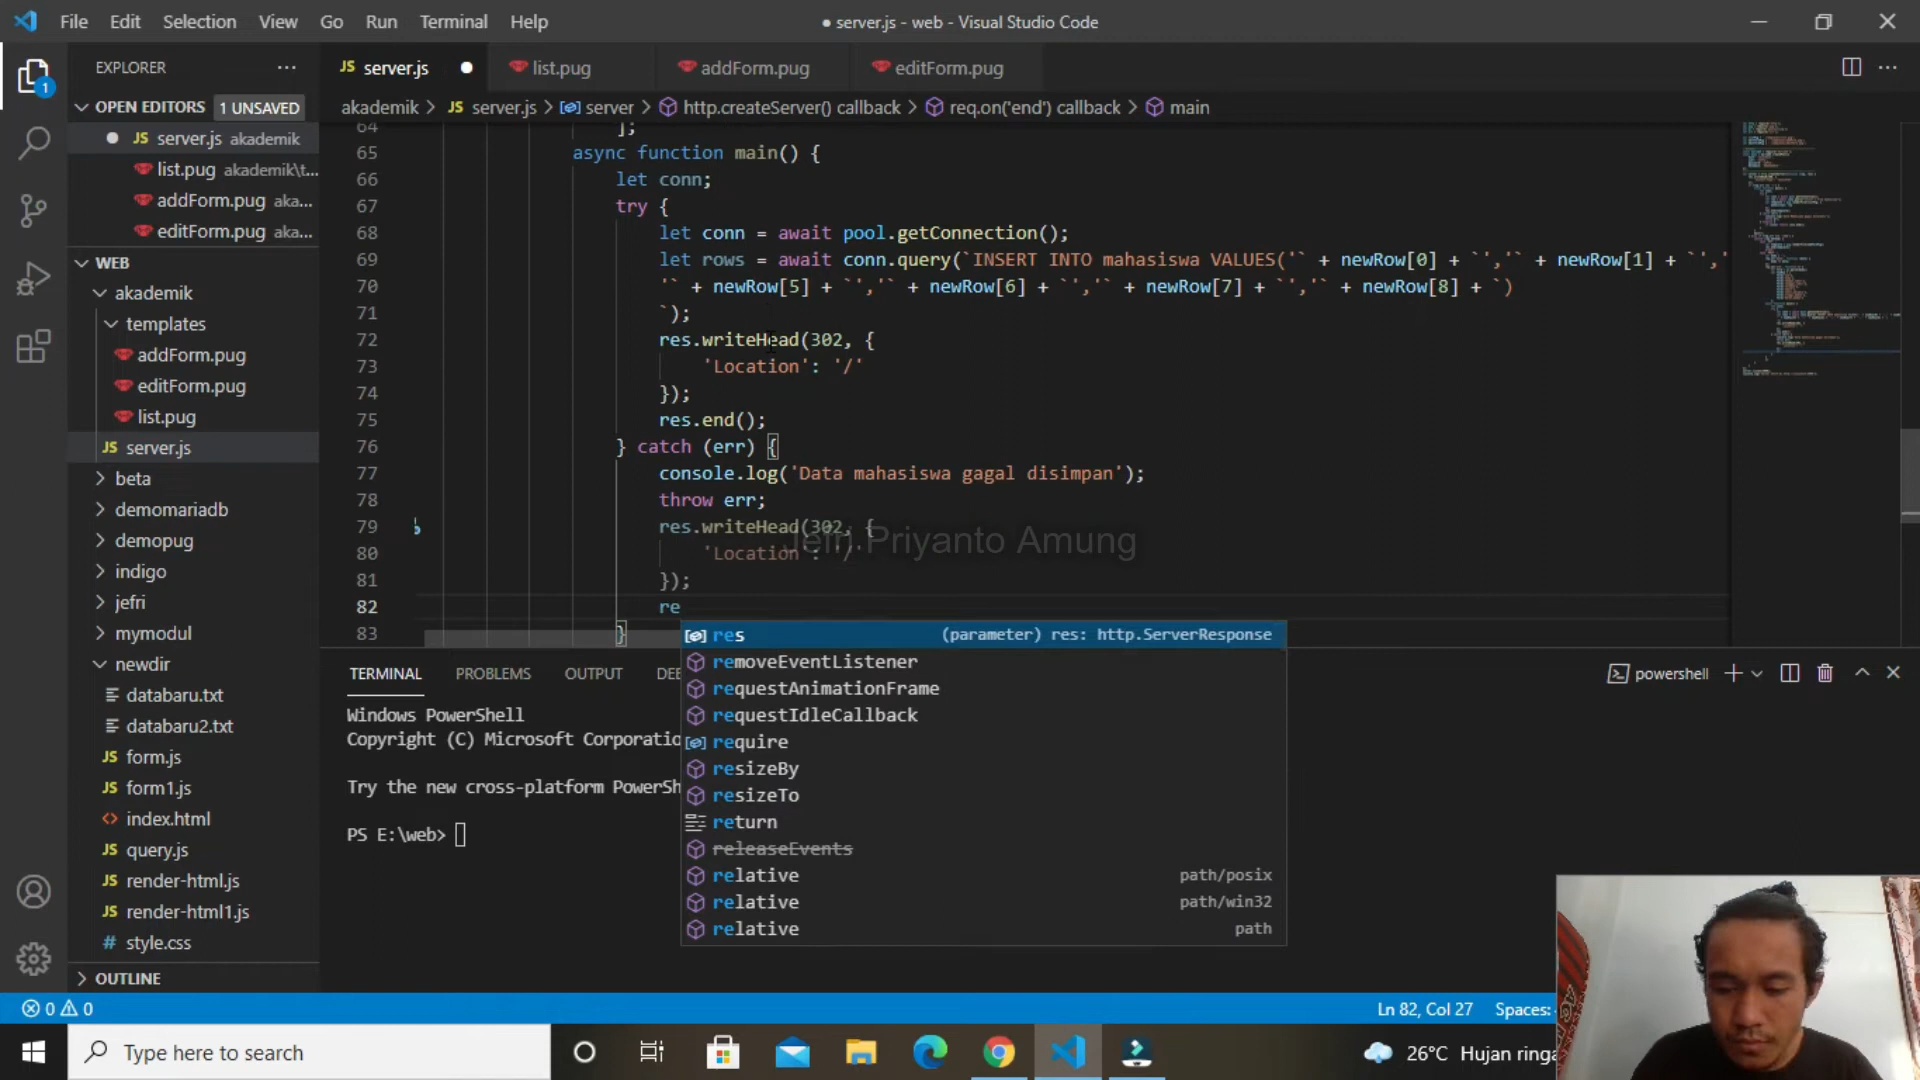 File Edit Selection View Go Run Terminal Help
● server.js - web - Visual Studio Code
EXPLORER
JS server.js ● list.pug addForm.pug editForm.pug
OPEN EDITORS 1 UNSAVED
akademik > JS server.js > server > http.createServer() callback > req.on('end') callback > main
● JS server.js akademik
list.pug akademik\t...
addForm.pug aka...
editForm.pug aka...
WEB
akademik
templates
addForm.pug
editForm.pug
list.pug
JS server.js
beta
demomariadb
demopug
indigo
jefri
mymodul
newdir
databaru.txt
databaru2.txt
JS form.js
JS form1.js
<> index.html
JS query.js
JS render-html.js
JS render-html1.js
# style.css
OUTLINE
64 ];
65 async function main() {
66 let conn;
67 try {
68 let conn = await pool.getConnection();
69 let rows = await conn.query(`INSERT INTO mahasiswa VALUES('` + newRow[0] + `','` + newRow[1] + `','
70 '` + newRow[5] + `','` + newRow[6] + `','` + newRow[7] + `','` + newRow[8] + `)
71 `);
72 res.writeHead(302, {
73 'Location': '/'
74 });
75 res.end();
76 } catch (err) {
77 console.log('Data mahasiswa gagal disimpan');
78 throw err;
79 res.writeHead(302, {
80 'Location': '/'
81 });
82 re
83 }
Jefri Priyanto Amung
res (parameter) res: http.ServerResponse
removeEventListener
requestAnimationFrame
requestIdleCallback
require
resizeBy
resizeTo
return
releaseEvents
relative path/posix
relative path/win32
relative path
TERMINAL PROBLEMS OUTPUT DE
powershell
Windows PowerShell
Copyright (C) Microsoft Corporatio
Try the new cross-platform PowerSh
PS E:\web>
0 0
Ln 82, Col 27 Spaces:
Type here to search
26°C Hujan ringa
1